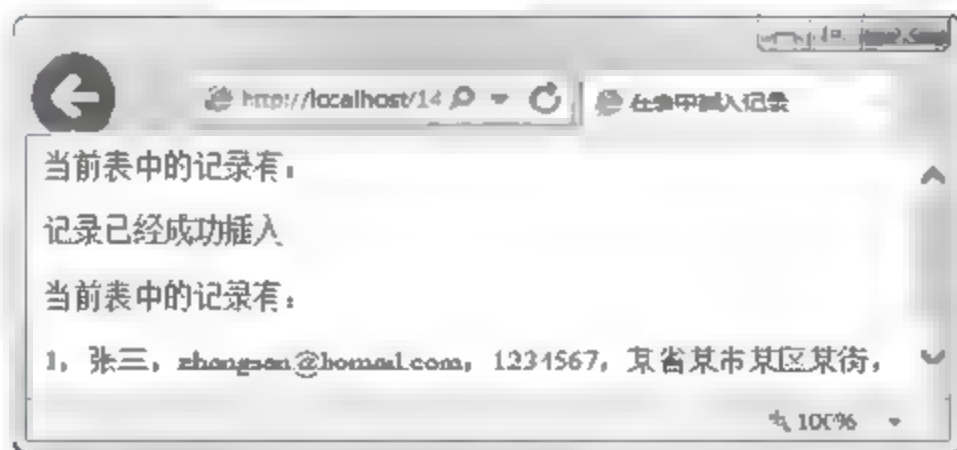 http://localhost/14 在表中插入记录
当前表中的记录有:
记录已经成功插入
当前表中的记录有:
1, 张三, zhangsan@homail.com, 1234567, 某省某市某区某街,
100%